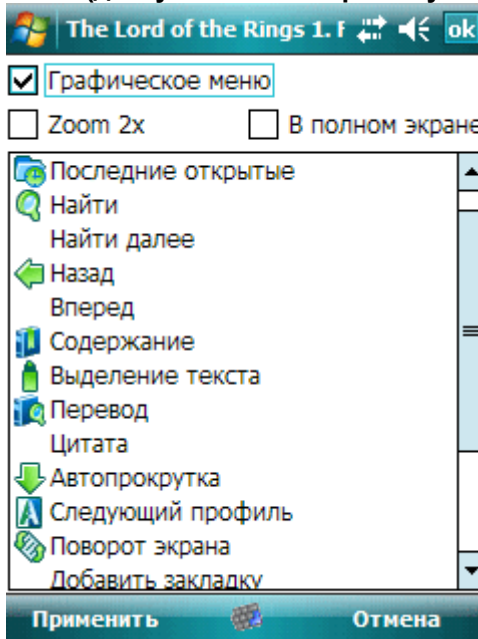 The Lord of the Rings 1. F ok
Графическое меню
Zoom 2x В полном экране
Последние открытые
Найти
Найти далее
Назад
Вперед
Содержание
Выделение текста
Перевод
Цитата
Автопрокрутка
Следующий профиль
Поворот экрана
Добавить закладку
Применить Отмена